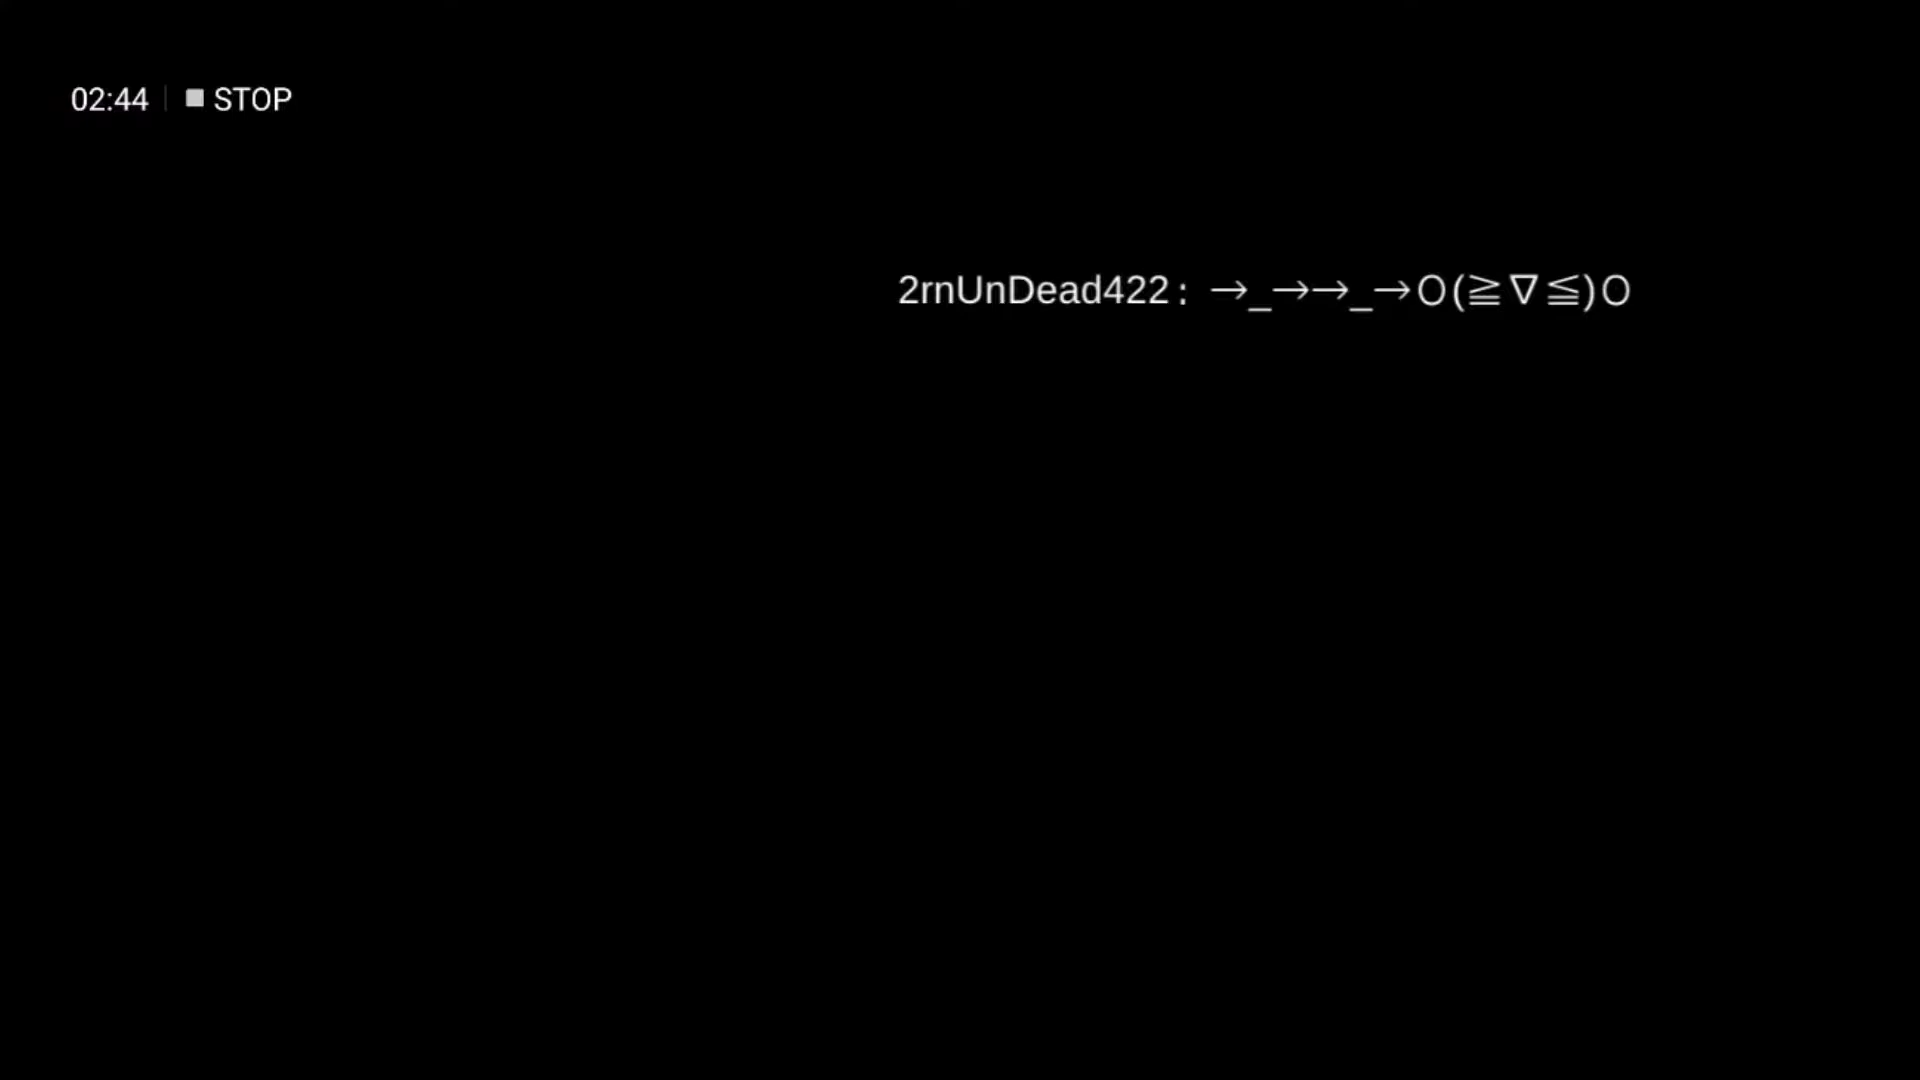 02:44 ■ STOP
2rnUnDead422: →_→→_→O(≧∇≦)O